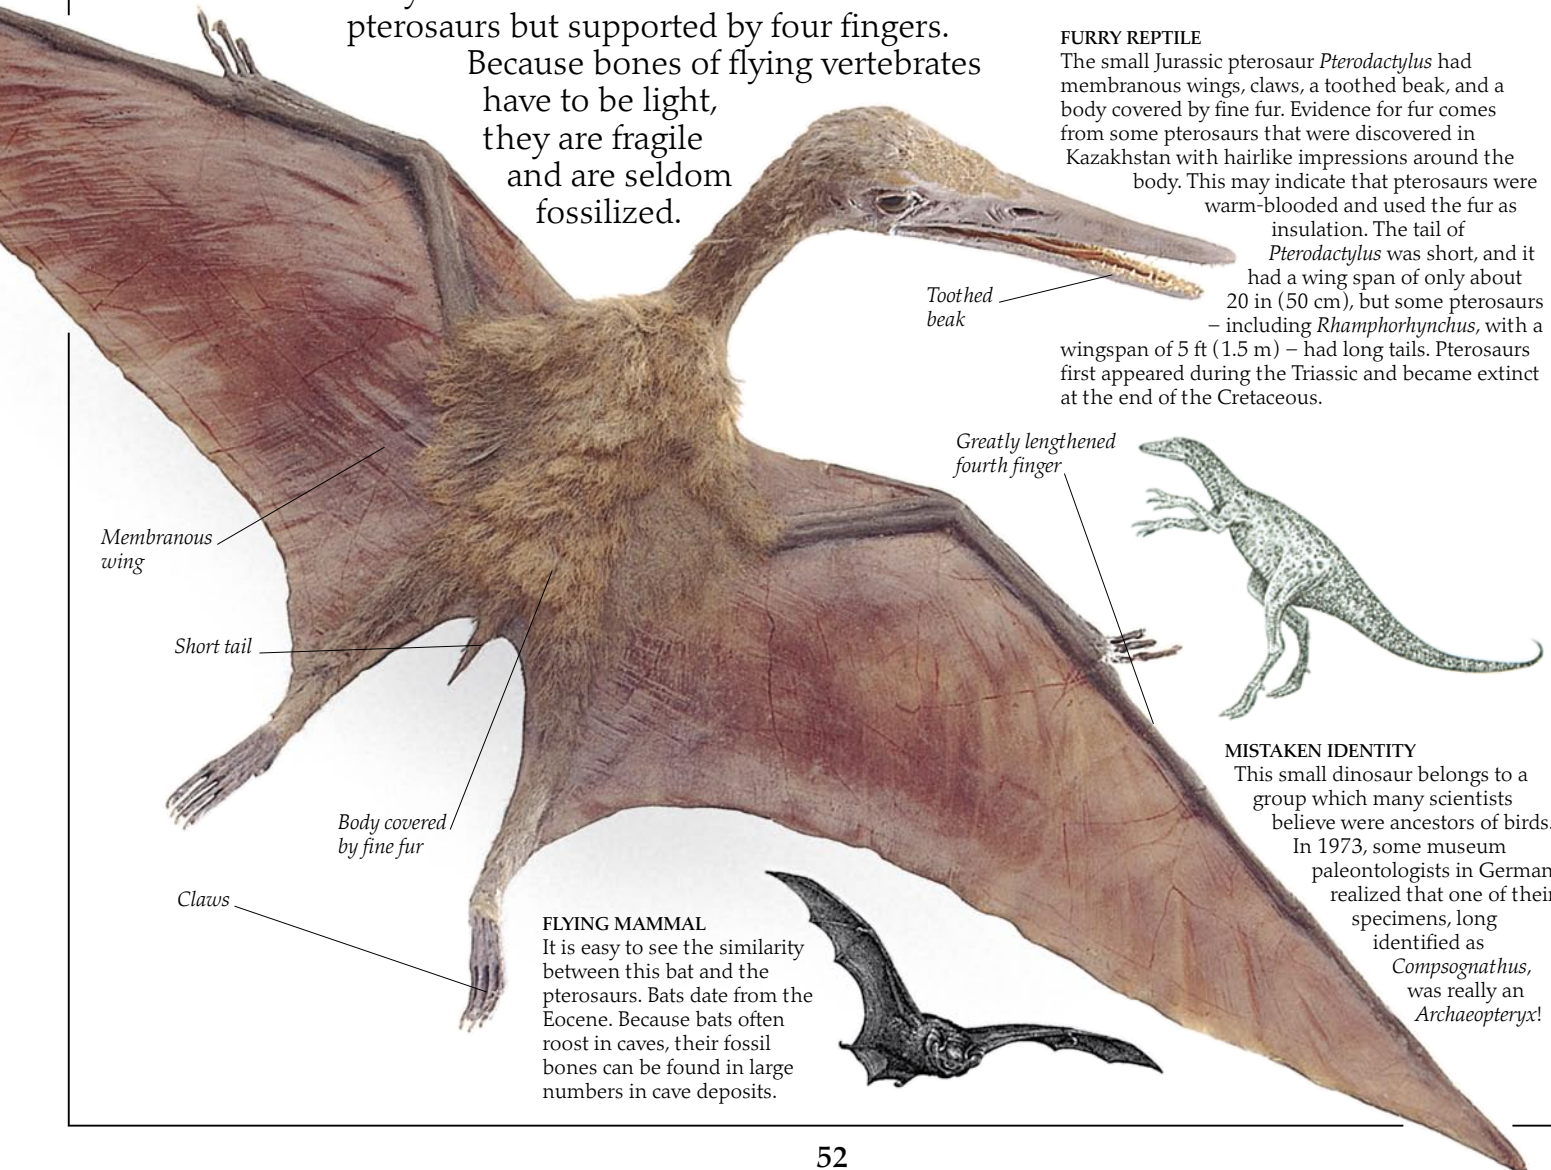 pterosaurs but supported by four fingers.
Because bones of flying vertebrates
have to be light,
they are fragile
and are seldom
fossilized.
FURRY REPTILE
The small Jurassic pterosaur Pterodactylus had
membranous wings, claws, a toothed beak, and a
body covered by fine fur. Evidence for fur comes
from some pterosaurs that were discovered in
Kazakhstan with hairlike impressions around the
body. This may indicate that pterosaurs were
warm-blooded and used the fur as
insulation. The tail of
Pterodactylus was short, and it
had a wing span of only about
20 in (50 cm), but some pterosaurs
– including Rhamphorhynchus, with a
wingspan of 5 ft (1.5 m) – had long tails. Pterosaurs
first appeared during the Triassic and became extinct
at the end of the Cretaceous.
Toothed
beak
Greatly lengthened
fourth finger
Membranous
wing
Short tail
Body covered
by fine fur
Claws
MISTAKEN IDENTITY
This small dinosaur belongs to a
group which many scientists
believe were ancestors of birds.
In 1973, some museum
paleontologists in German
realized that one of their
specimens, long
identified as
Compsognathus,
was really an
Archaeopteryx!
FLYING MAMMAL
It is easy to see the similarity
between this bat and the
pterosaurs. Bats date from the
Eocene. Because bats often
roost in caves, their fossil
bones can be found in large
numbers in cave deposits.
52